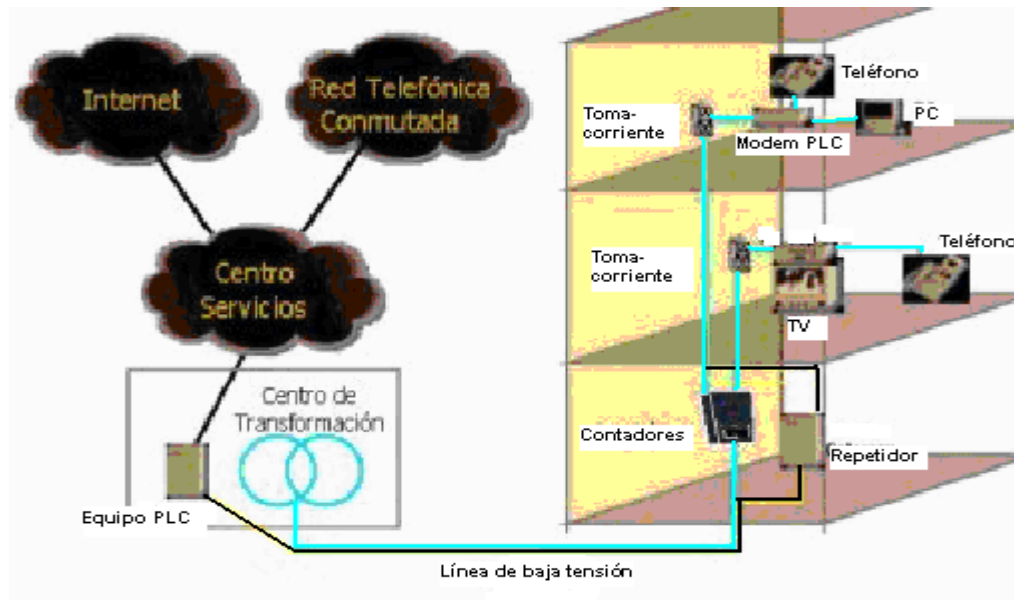 Internet
Red Telefónica
Conmutada
Centro
Servicios
Centro de
Transformación
Equipo PLC
Línea de baja tensión
Teléfono
Toma-
corriente
PC
Modem PLC
Teléfono
Toma-
corriente
TV
Contadores
Repetidor